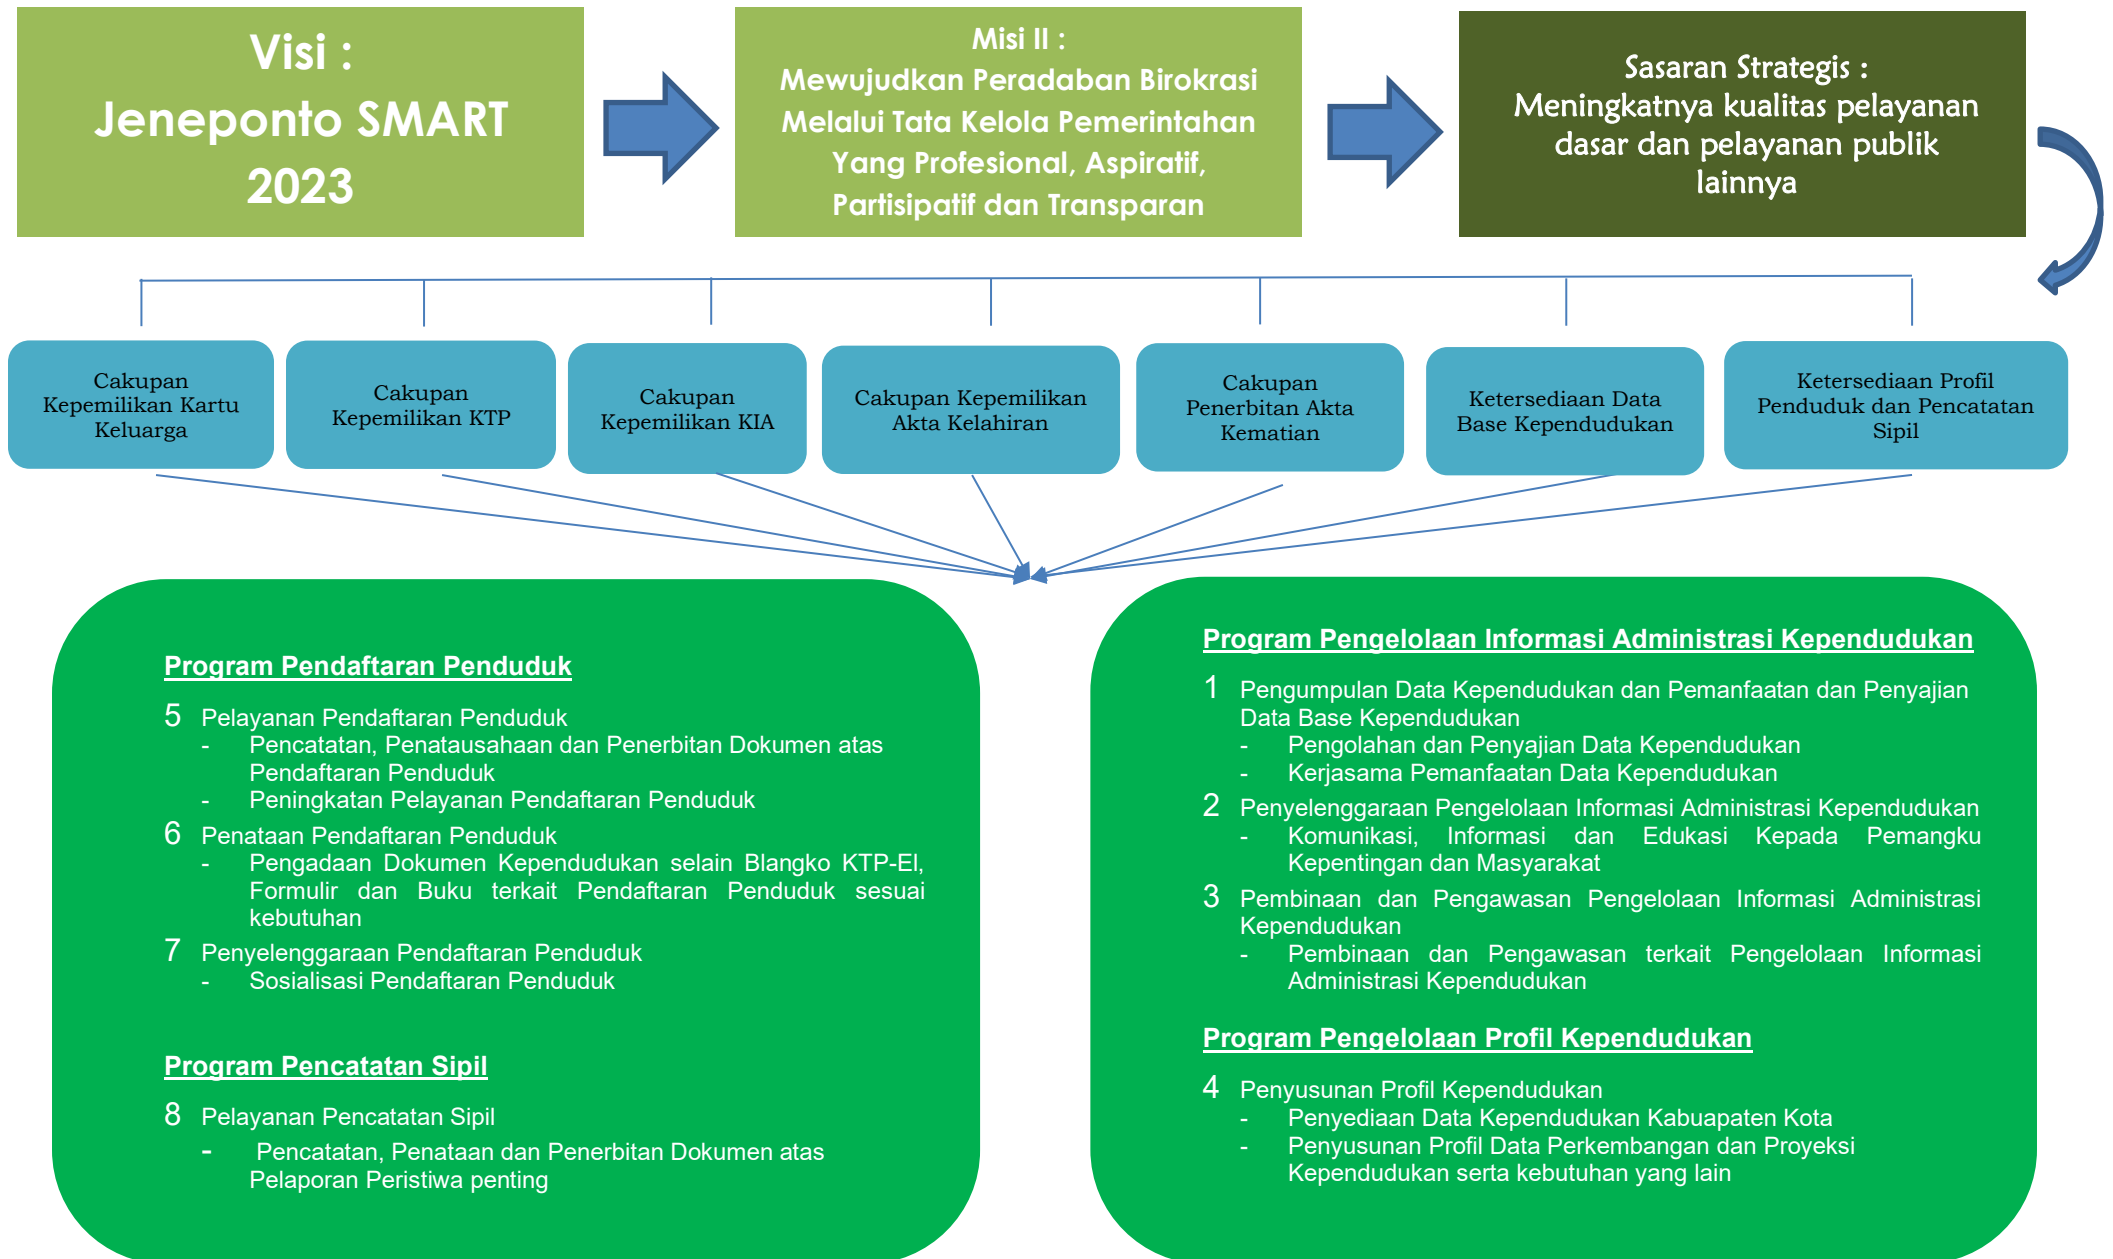 Visi :
Jeneponto SMART
2023
Misi II :
Mewujudkan Peradaban Birokrasi
Melalui Tata Kelola Pemerintahan
Yang Profesional, Aspiratif,
Partisipatif dan Transparan
Sasaran Strategis :
Meningkatnya kualitas pelayanan
dasar dan pelayanan publik
lainnya
Cakupan
Kepemilikan Kartu
Keluarga
Cakupan
Kepemilikan KTP
Cakupan
Kepemilikan KIA
Cakupan Kepemilikan
Akta Kelahiran
Cakupan
Penerbitan Akta
Kematian
Ketersediaan Data
Base Kependudukan
Ketersediaan Profil
Penduduk dan Pencatatan
Sipil
Program Pendaftaran Penduduk
5 Pelayanan Pendaftaran Penduduk
- Pencatatan, Penatausahaan dan Penerbitan Dokumen atas
Pendaftaran Penduduk
- Peningkatan Pelayanan Pendaftaran Penduduk
6 Penataan Pendaftaran Penduduk
- Pengadaan Dokumen Kependudukan selain Blangko KTP-El,
Formulir dan Buku terkait Pendaftaran Penduduk sesuai
kebutuhan
7 Penyelenggaraan Pendaftaran Penduduk
- Sosialisasi Pendaftaran Penduduk
Program Pencatatan Sipil
8 Pelayanan Pencatatan Sipil
- Pencatatan, Penataan dan Penerbitan Dokumen atas
Pelaporan Peristiwa penting
Program Pengelolaan Informasi Administrasi Kependudukan
1 Pengumpulan Data Kependudukan dan Pemanfaatan dan Penyajian
Data Base Kependudukan
- Pengolahan dan Penyajian Data Kependudukan
- Kerjasama Pemanfaatan Data Kependudukan
2 Penyelenggaraan Pengelolaan Informasi Administrasi Kependudukan
- Komunikasi, Informasi dan Edukasi Kepada Pemangku
Kepentingan dan Masyarakat
3 Pembinaan dan Pengawasan Pengelolaan Informasi Administrasi
Kependudukan
- Pembinaan dan Pengawasan terkait Pengelolaan Informasi
Administrasi Kependudukan
Program Pengelolaan Profil Kependudukan
4 Penyusunan Profil Kependudukan
- Penyediaan Data Kependudukan Kabuapaten Kota
- Penyusunan Profil Data Perkembangan dan Proyeksi
Kependudukan serta kebutuhan yang lain